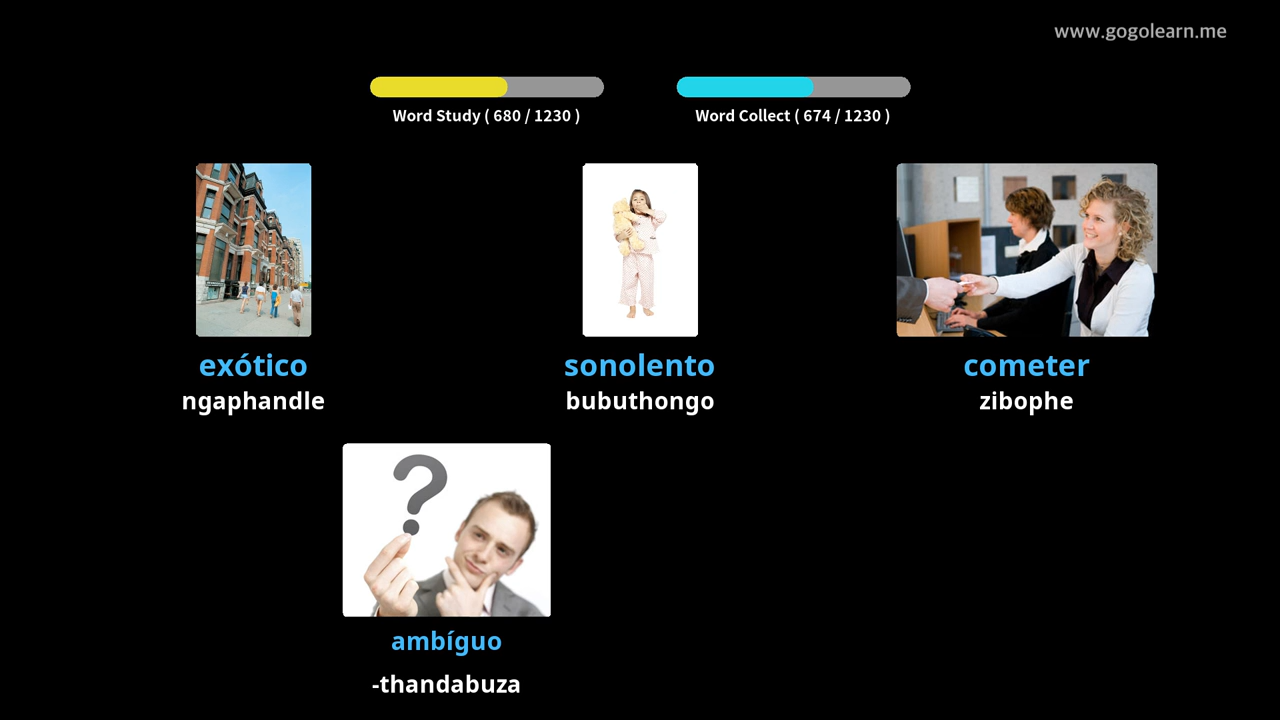 www.gogolearn.me
Word Study ( 680 / 1230 )
Word Collect ( 674 / 1230 )
exótico
ngaphandle
sonolento
bubuthongo
cometer
zibophe
?
ambíguo
-thandabuza